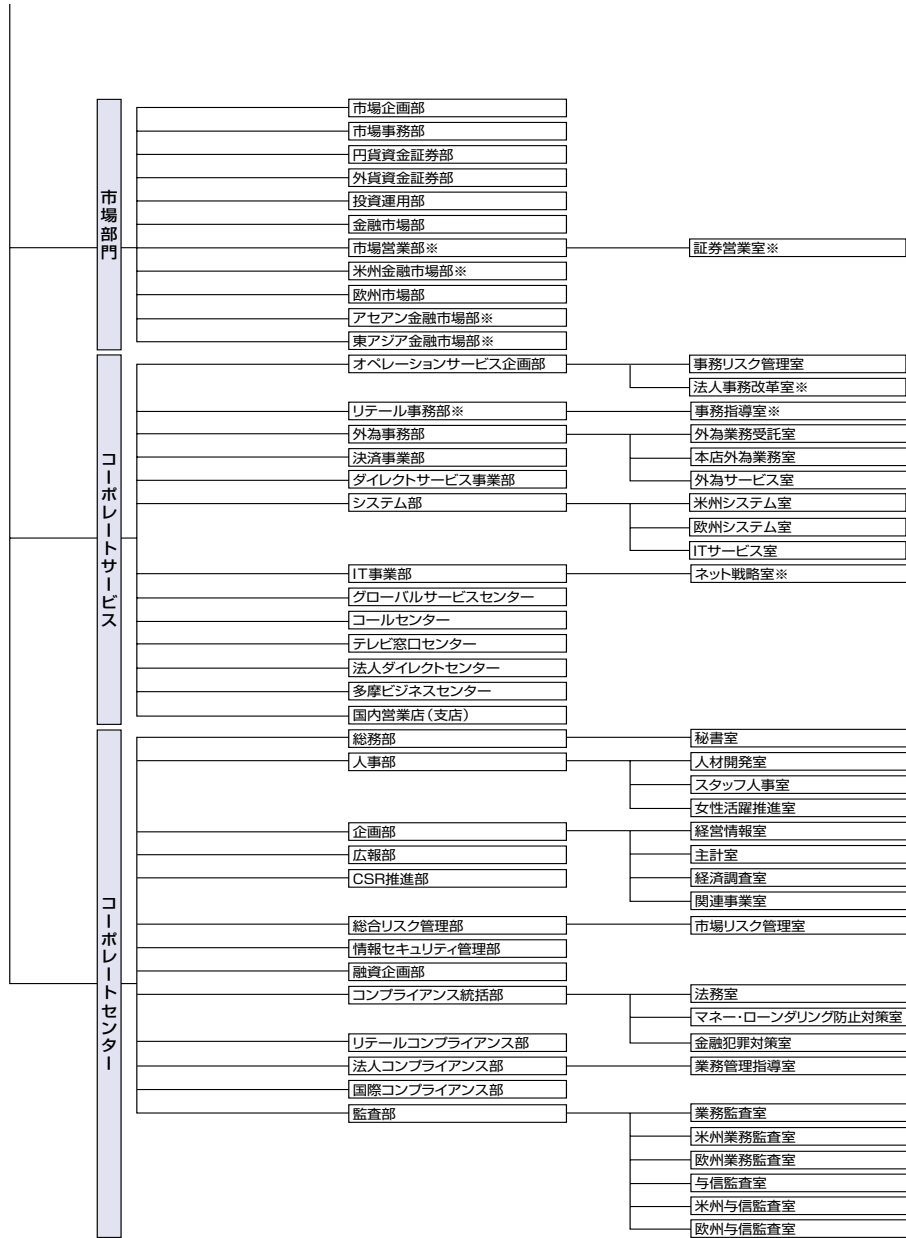 市場部門
市場企画部
市場事務部
円貨資金証券部
外貨資金証券部
投資運用部
金融市場部
市場営業部※
証券営業室※
米州金融市場部※
欧州市場部
アセアン金融市場部※
東アジア金融市場部※
コーポレートサービス
オペレーションサービス企画部
事務リスク管理室
法人事務改革室※
リテール事務部※
事務指導室※
外為事務部
外為業務受託室
本店外為業務室
外為サービス室
決済事業部
ダイレクトサービス事業部
システム部
米州システム室
欧州システム室
ITサービス室
IT事業部
ネット戦略室※
グローバルサービスセンター
コールセンター
テレビ窓口センター
法人ダイレクトセンター
多摩ビジネスセンター
国内営業店（支店）
コーポレートセンター
総務部
秘書室
人事部
人材開発室
スタッフ人事室
女性活躍推進室
企画部
経営情報室
主計室
経済調査室
関連事業室
広報部
CSR推進部
総合リスク管理部
市場リスク管理室
情報セキュリティ管理部
融資企画部
コンプライアンス統括部
法務室
マネー・ローンダリング防止対策室
金融犯罪対策室
リテールコンプライアンス部
法人コンプライアンス部
業務管理指導室
国際コンプライアンス部
監査部
業務監査室
米州業務監査室
欧州業務監査室
与信監査室
米州与信監査室
欧州与信監査室